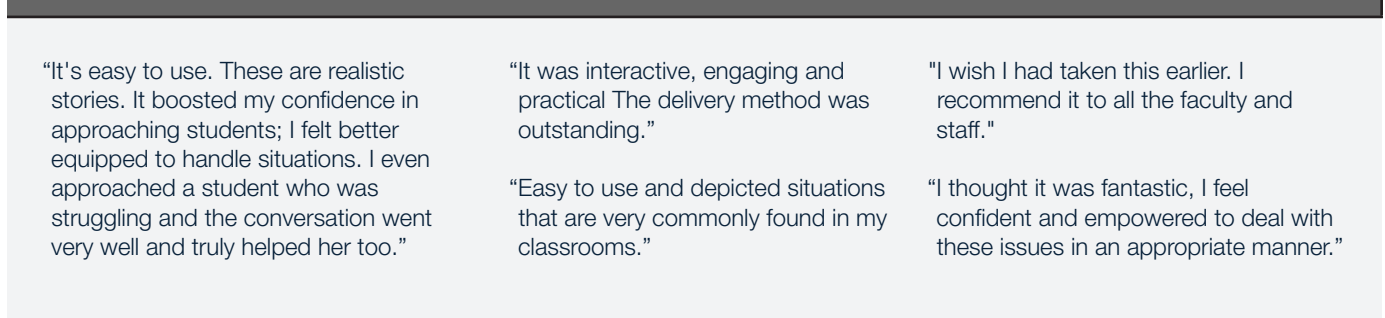 “It's easy to use. These are realistic
stories. It boosted my confidence in
approaching students; I felt better
equipped to handle situations. I even
approached a student who was
struggling and the conversation went
very well and truly helped her too.”
“It was interactive, engaging and
practical The delivery method was
outstanding.”
“Easy to use and depicted situations
that are very commonly found in my
classrooms.”
"I wish I had taken this earlier. I
recommend it to all the faculty and
staff."
“I thought it was fantastic, I feel
confident and empowered to deal with
these issues in an appropriate manner.”